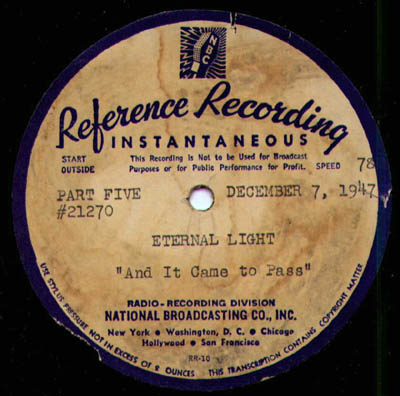 NBC
Reference Recording
INSTANTANEOUS
START
OUTSIDE
This Recording is Not to be Used for Broadcast
Purposes or for Public Performance for Profit.
SPEED 78
PART FIVE
DECEMBER 7, 1947
#21270
ETERNAL LIGHT
"And It Came to Pass"
RADIO-RECORDING DIVISION
NATIONAL BROADCASTING CO., INC.
New York • Washington, D. C. • Chicago
Hollywood • San Francisco
RR-10
USE STYLUS PRESSURE NOT IN EXCESS OF 2 OUNCES THIS TRANSCRIPTION CONTAINS COPYRIGHT MATTER